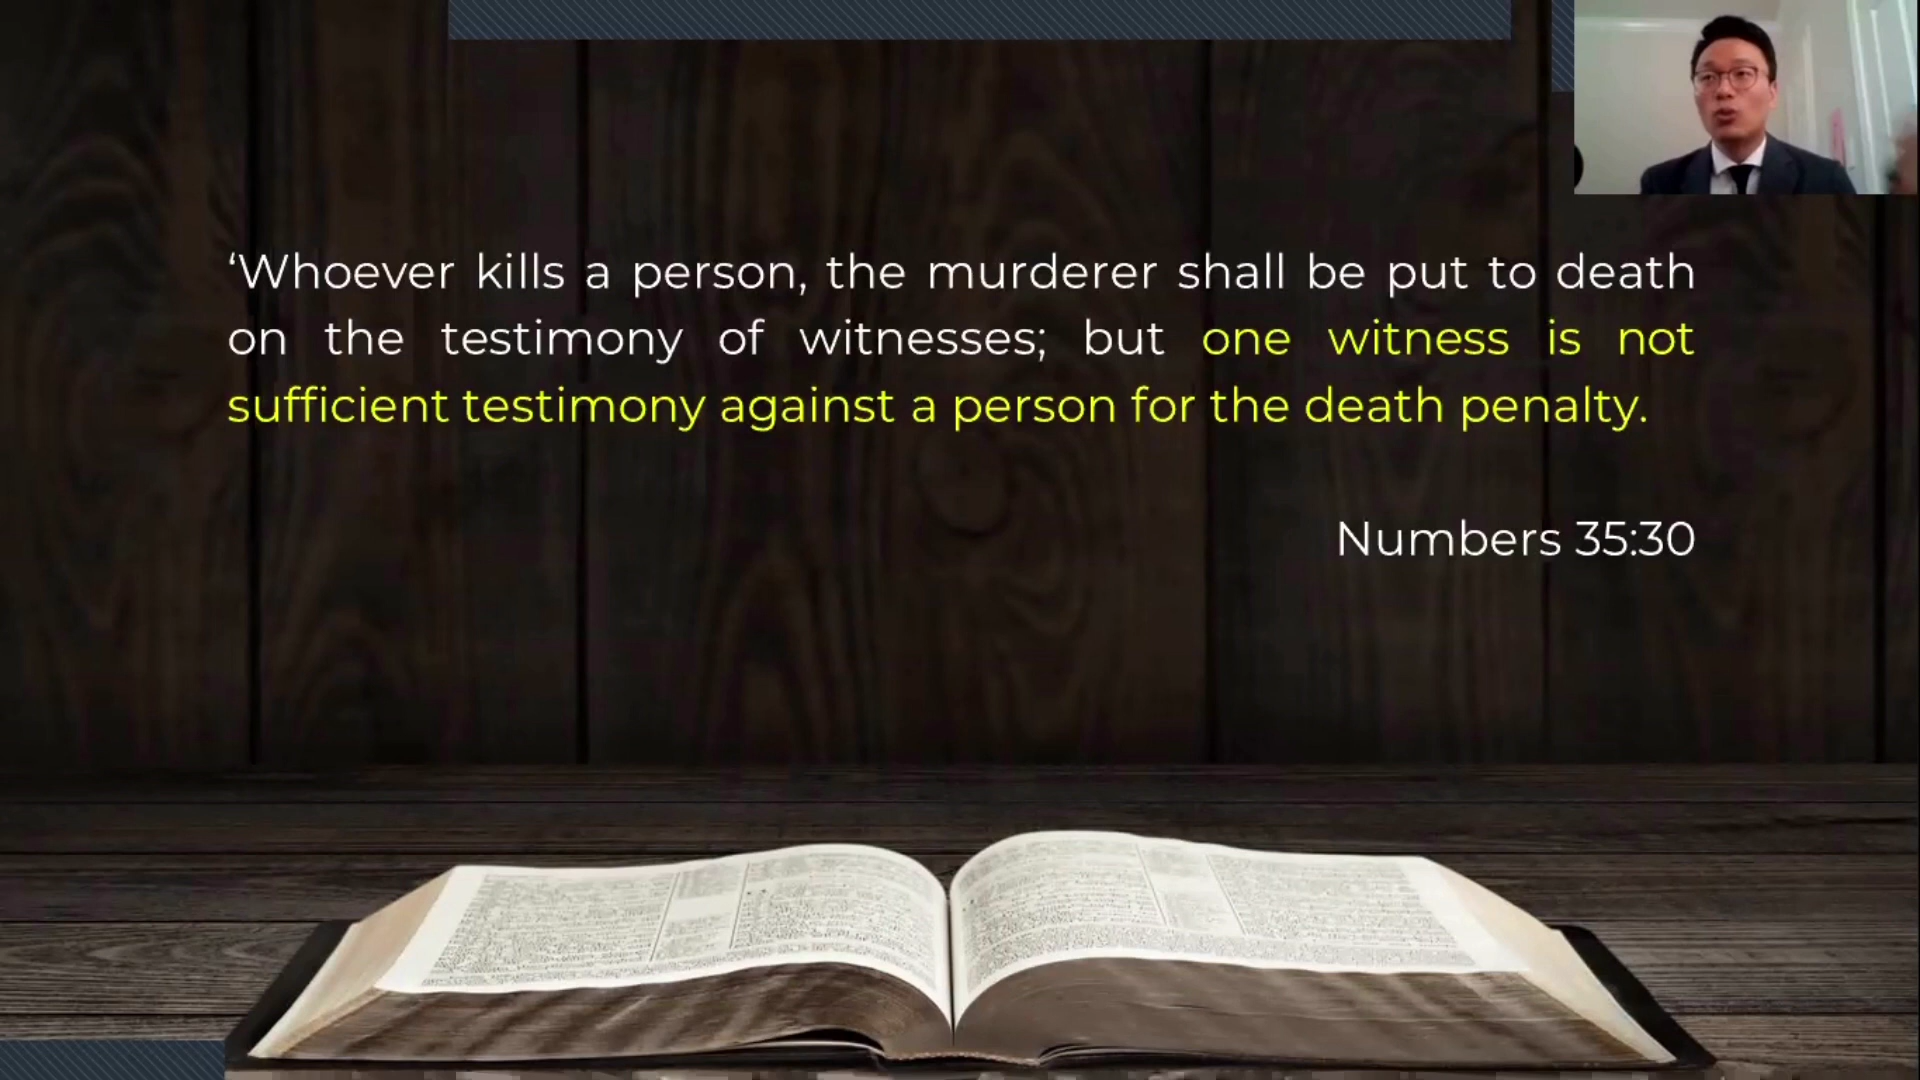 ‘Whoever kills a person, the murderer shall be put to death
on the testimony of witnesses; but one witness is not
sufficient testimony against a person for the death penalty.
Numbers 35:30